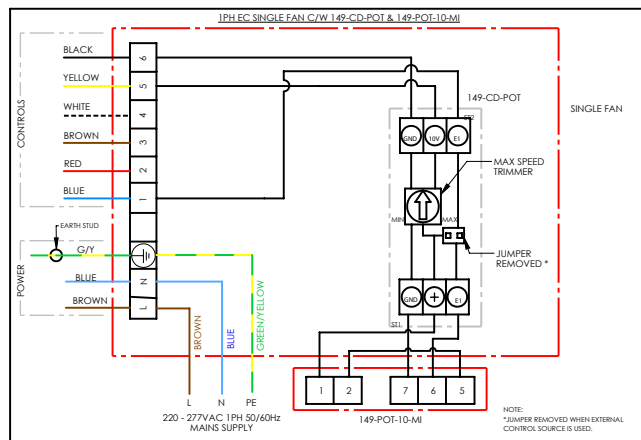 1PH EC SINGLE FAN C/W 149-CD-POT & 149-POT-10-MI
CONTROLS
BLACK
6
YELLOW
5
WHITE
4
BROWN
3
RED
2
BLUE
1
149-CD-POT
SINGLE FAN
ST2
GND
10V
E1
MAX SPEED
TRIMMER
MIN
MAX
JUMPER
REMOVED *
EARTH STUD
POWER
G/Y
BLUE
N
BROWN
L
GND
+
E1
ST1
BROWN
BLUE
GREEN/YELLOW
L
N
PE
220 - 277VAC 1PH 50/60Hz
MAINS SUPPLY
1
2
7
6
5
149-POT-10-MI
NOTE:
*JUMPER REMOVED WHEN EXTERNAL
CONTROL SOURCE IS USED.